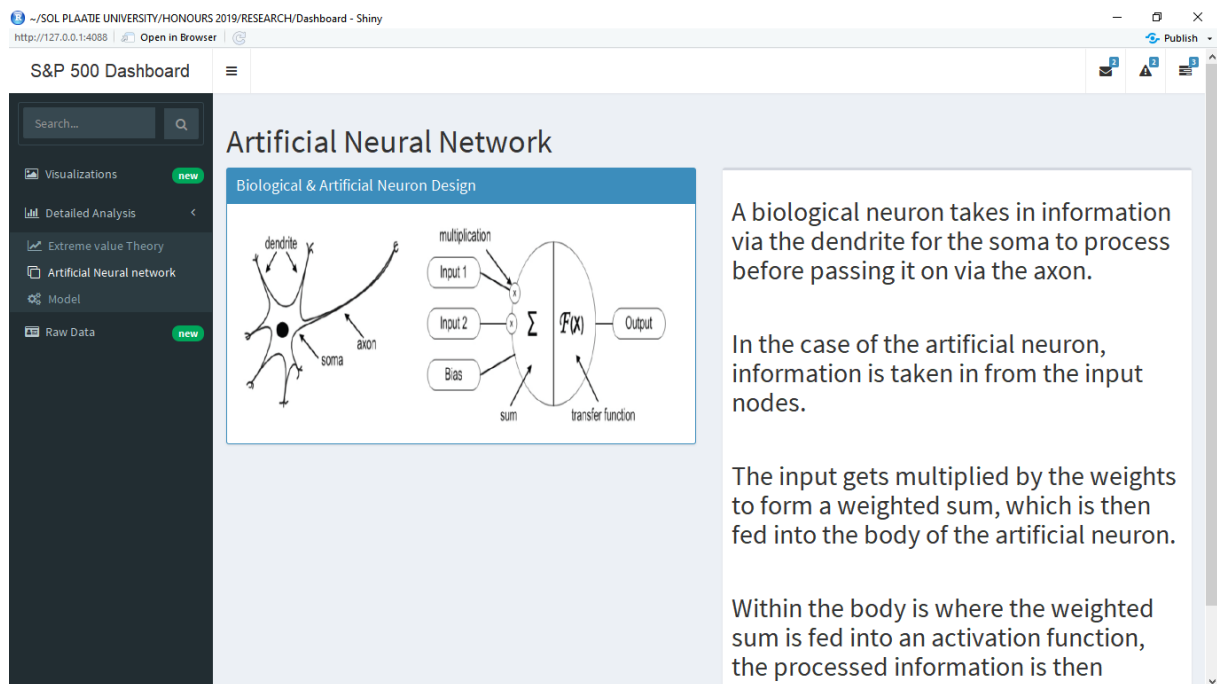 ~/SOL PLAATJE UNIVERSITY/HONOURS 2019/RESEARCH/Dashboard - Shiny
http://127.0.0.1:4088 Open in Browser Publish
S&P 500 Dashboard
2 2 3
Search...
Visualizations new
Detailed Analysis
Extreme value Theory
Artificial Neural network
Model
Raw Data new
Artificial Neural Network
Biological & Artificial Neuron Design
dendrite
axon
soma
multiplication
Input 1
x
Input 2
x
Σ
F(X)
Output
Bias
sum
transfer function
A biological neuron takes in information
via the dendrite for the soma to process
before passing it on via the axon.
In the case of the artificial neuron,
information is taken in from the input
nodes.
The input gets multiplied by the weights
to form a weighted sum, which is then
fed into the body of the artificial neuron.
Within the body is where the weighted
sum is fed into an activation function,
the processed information is then